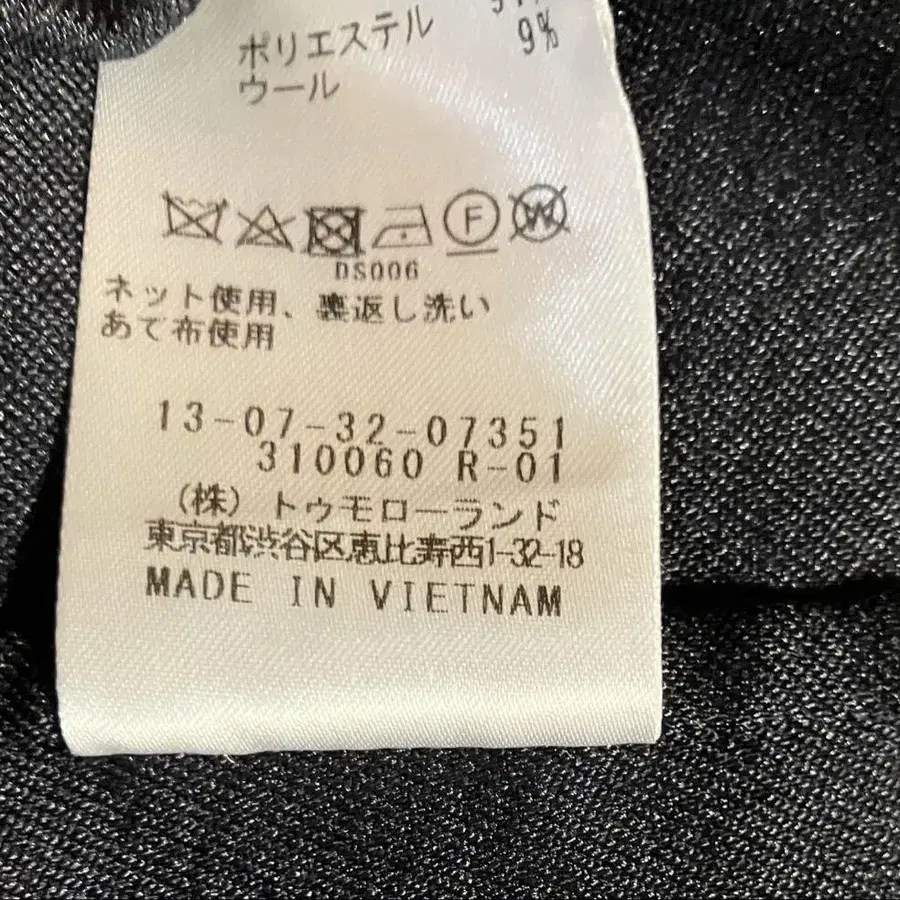 ポリエステル
ウール 9%
F W
DS006
ネット使用、裏返し洗い
あて布使用
13-07-32-07351
310060 R-01
(株) トゥモローランド
東京都渋谷区恵比寿西1-32-18
MADE IN VIETNAM